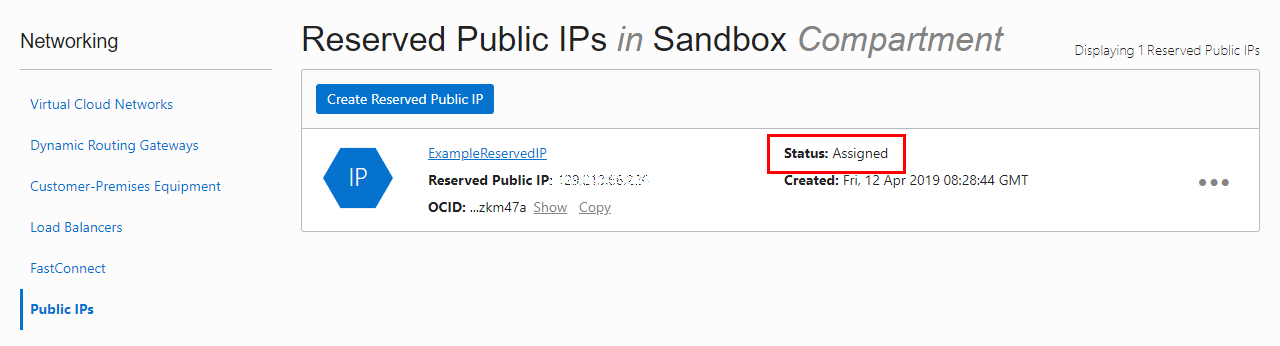 Networking
Virtual Cloud Networks
Dynamic Routing Gateways
Customer-Premises Equipment
Load Balancers
FastConnect
Public IPs
Reserved Public IPs in Sandbox Compartment
Displaying 1 Reserved Public IPs
Create Reserved Public IP
IP
ExampleReservedIP
Reserved Public IP:
OCID: ...zkm47a Show Copy
Status: Assigned
Created: Fri, 12 Apr 2019 08:28:44 GMT